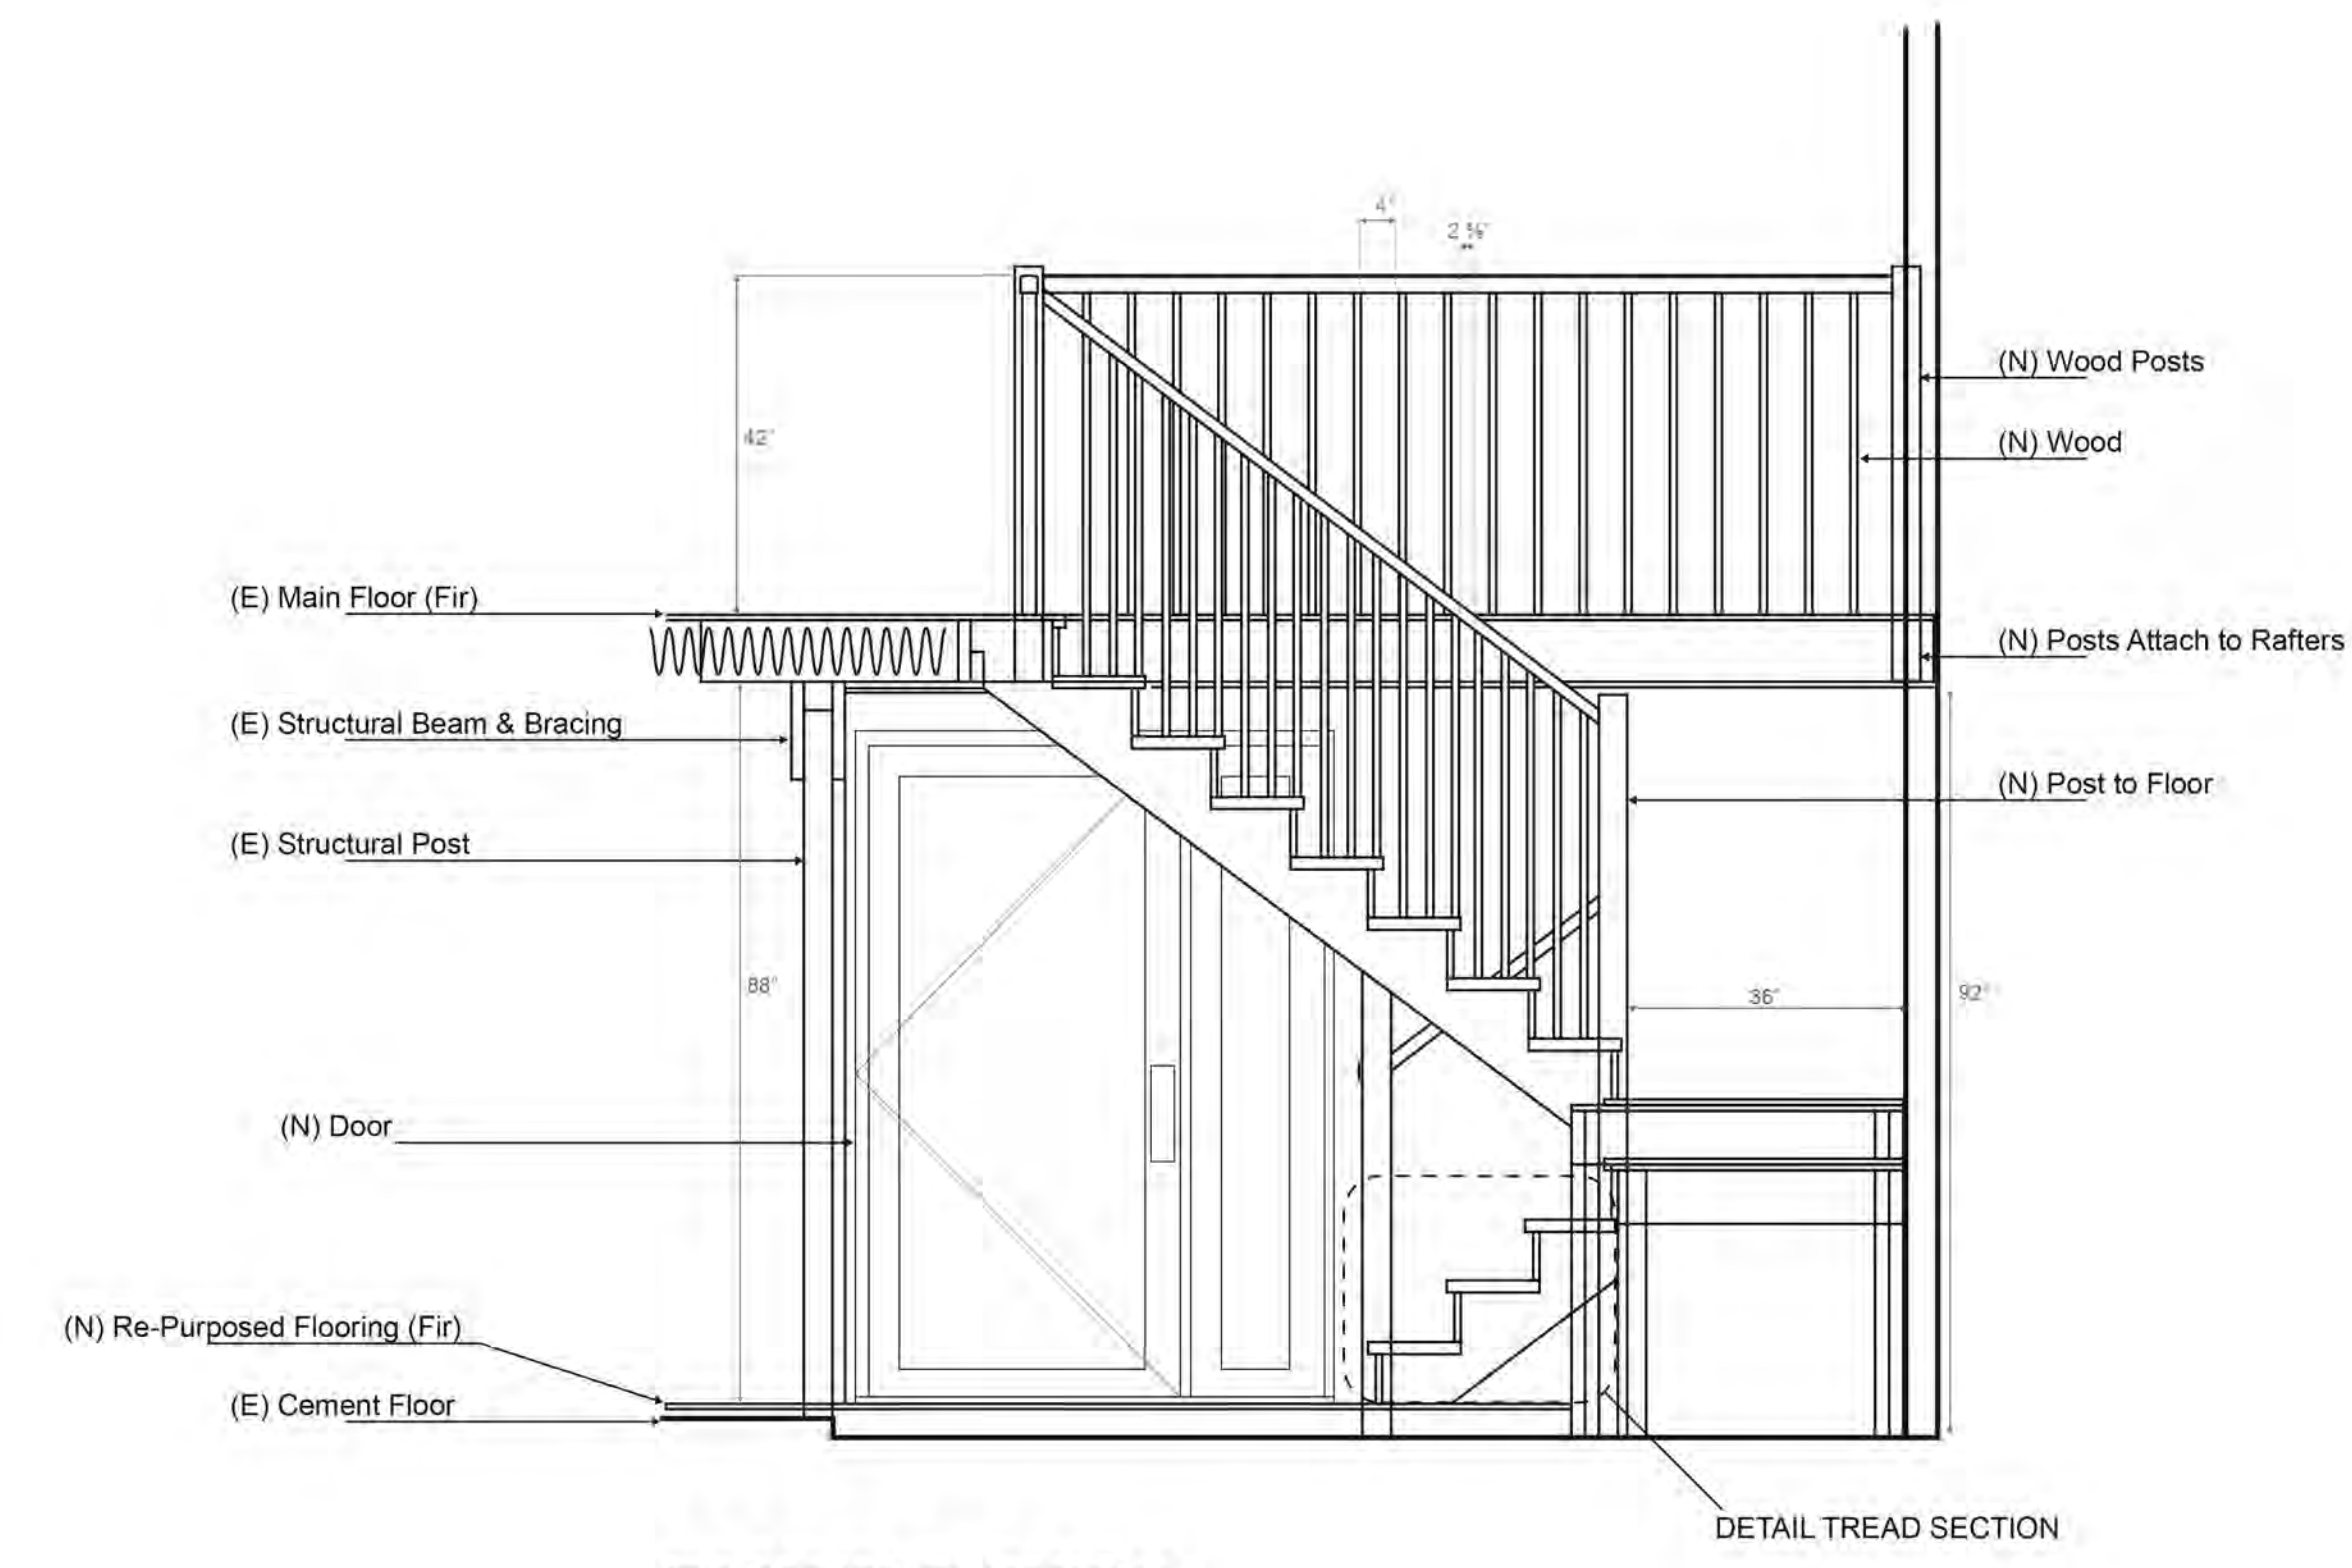 4"
2 ⅝"
(N) Wood Posts
42"
(N) Wood
(E) Main Floor (Fir)
(N) Posts Attach to Rafters
(E) Structural Beam & Bracing
(N) Post to Floor
(E) Structural Post
88"
36"
92"
(N) Door
(N) Re-Purposed Flooring (Fir)
(E) Cement Floor
DETAIL TREAD SECTION